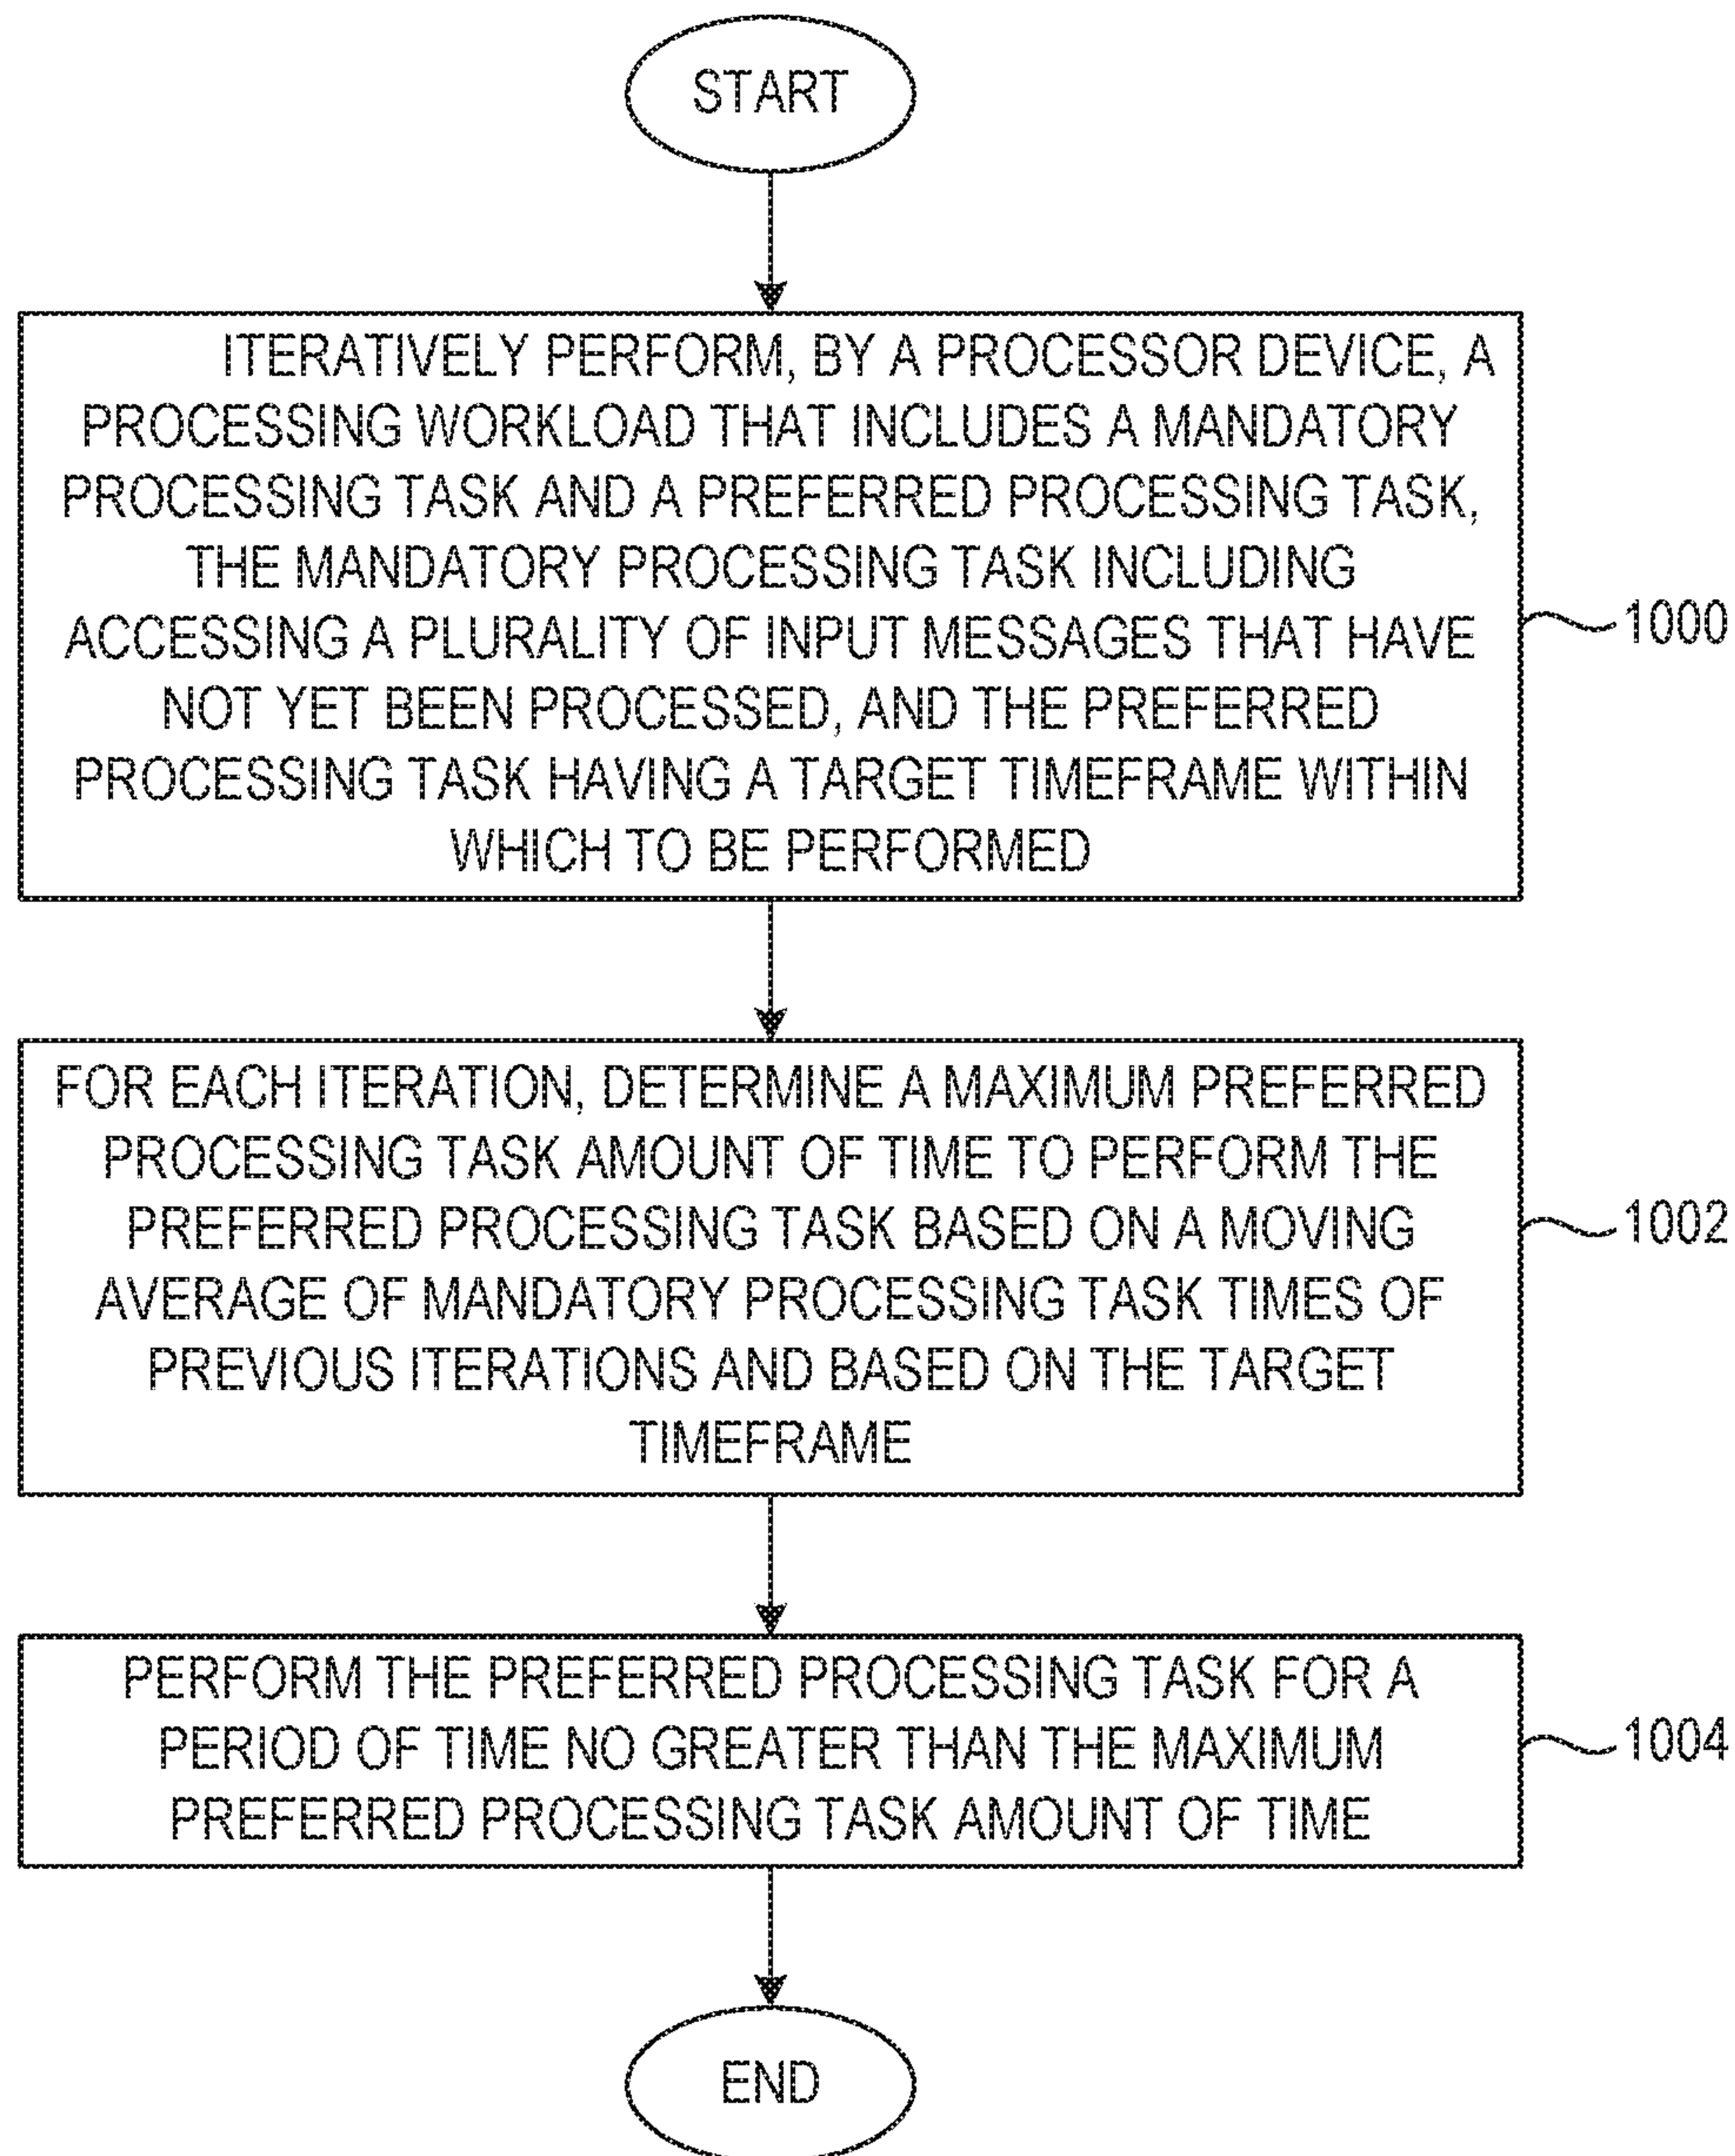 START
ITERATIVELY PERFORM, BY A PROCESSOR DEVICE, A
PROCESSING WORKLOAD THAT INCLUDES A MANDATORY
PROCESSING TASK AND A PREFERRED PROCESSING TASK,
THE MANDATORY PROCESSING TASK INCLUDING
ACCESSING A PLURALITY OF INPUT MESSAGES THAT HAVE
NOT YET BEEN PROCESSED, AND THE PREFERRED
PROCESSING TASK HAVING A TARGET TIMEFRAME WITHIN
WHICH TO BE PERFORMED
1000
FOR EACH ITERATION, DETERMINE A MAXIMUM PREFERRED
PROCESSING TASK AMOUNT OF TIME TO PERFORM THE
PREFERRED PROCESSING TASK BASED ON A MOVING
AVERAGE OF MANDATORY PROCESSING TASK TIMES OF
PREVIOUS ITERATIONS AND BASED ON THE TARGET
TIMEFRAME
1002
PERFORM THE PREFERRED PROCESSING TASK FOR A
PERIOD OF TIME NO GREATER THAN THE MAXIMUM
PREFERRED PROCESSING TASK AMOUNT OF TIME
1004
END